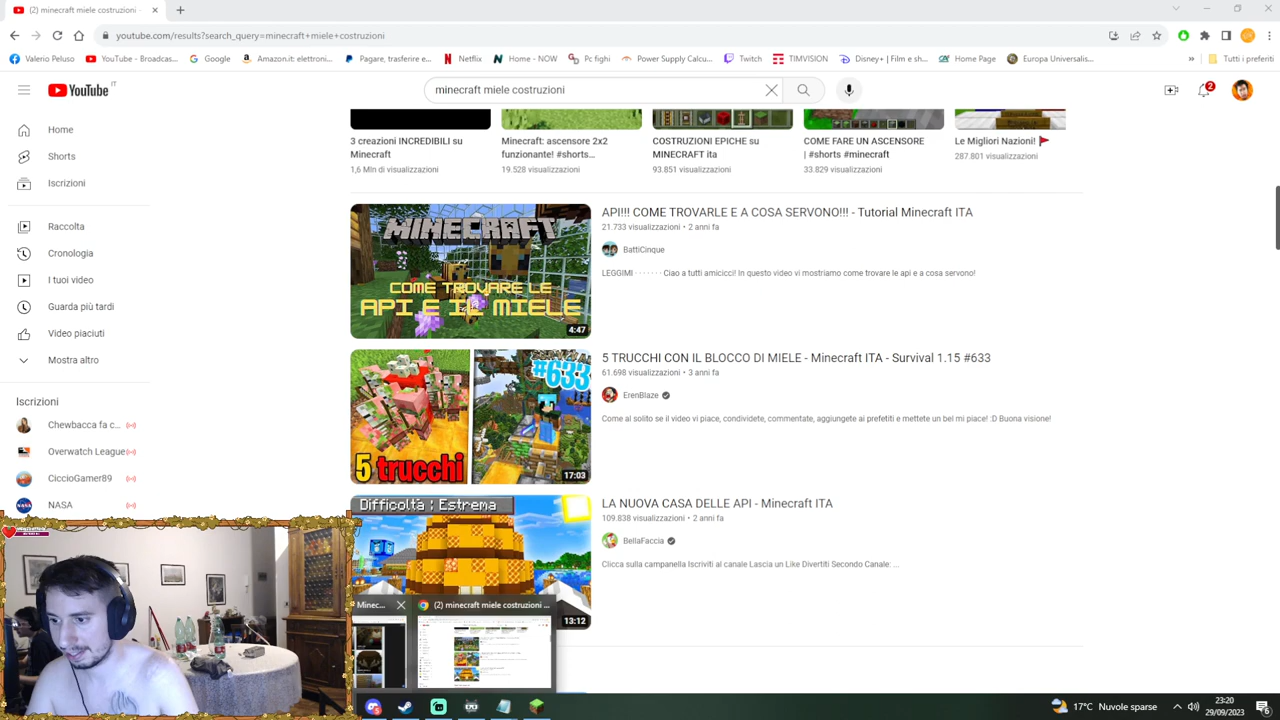 (2) minecraft miele costruzioni -
youtube.com/results?search_query=minecraft+miele+costruzioni
Valerio Peluso
YouTube - Broadcas...
Google
Amazon.it: elettroni...
Pagare, trasferire e...
Netflix
Home - NOW
Pc fighi
Power Supply Calcu...
Twitch
TIMVISION
Disney+ | Film e sh...
Home Page
Europa Universalis...
»
Tutti i preferiti
YouTube IT
minecraft miele costruzioni
2
Home
Shorts
Iscrizioni
Raccolta
Cronologia
I tuoi video
Guarda più tardi
Video piaciuti
Mostra altro
Iscrizioni
Chewbacca fa c...
Overwatch League
CiccioGamer89
NASA
3 creazioni INCREDIBILI su
Minecraft
1,6 Mln di visualizzazioni
Minecraft: ascensore 2x2
funzionante! #shorts...
19.528 visualizzazioni
COSTRUZIONI EPICHE su
MINECRAFT ita
93.851 visualizzazioni
COME FARE UN ASCENSORE
| #shorts #minecraft
33.829 visualizzazioni
Le Migliori Nazioni! 🚩
287.801 visualizzazioni
MINECRAFT
COME TROVARE LE
API E IL MIELE
4:47
API!!! COME TROVARLE E A COSA SERVONO!!! - Tutorial Minecraft ITA
21.733 visualizzazioni • 2 anni fa
BattiCinque
LEGGIMI · · · · · · · Ciao a tutti amicicci! In questo video vi mostriamo come trovare le api e a cosa servono!
#633
5 trucchi
17:03
5 TRUCCHI CON IL BLOCCO DI MIELE - Minecraft ITA - Survival 1.15 #633
61.698 visualizzazioni • 3 anni fa
ErenBlaze
Come al solito se il video vi piace, condividete, commentate, aggiungete ai prefetiti e mettete un bel mi piace! :D Buona visione!
Difficoltà : Estrema
13:12
LA NUOVA CASA DELLE API - Minecraft ITA
109.838 visualizzazioni • 2 anni fa
BellaFaccia
Clicca sulla campanella Iscriviti al canale Lascia un Like Divertiti Secondo Canale: ...
Minec...
(2) minecraft miele costruzioni ...
17°C Nuvole sparse
23:20
29/09/2023
6